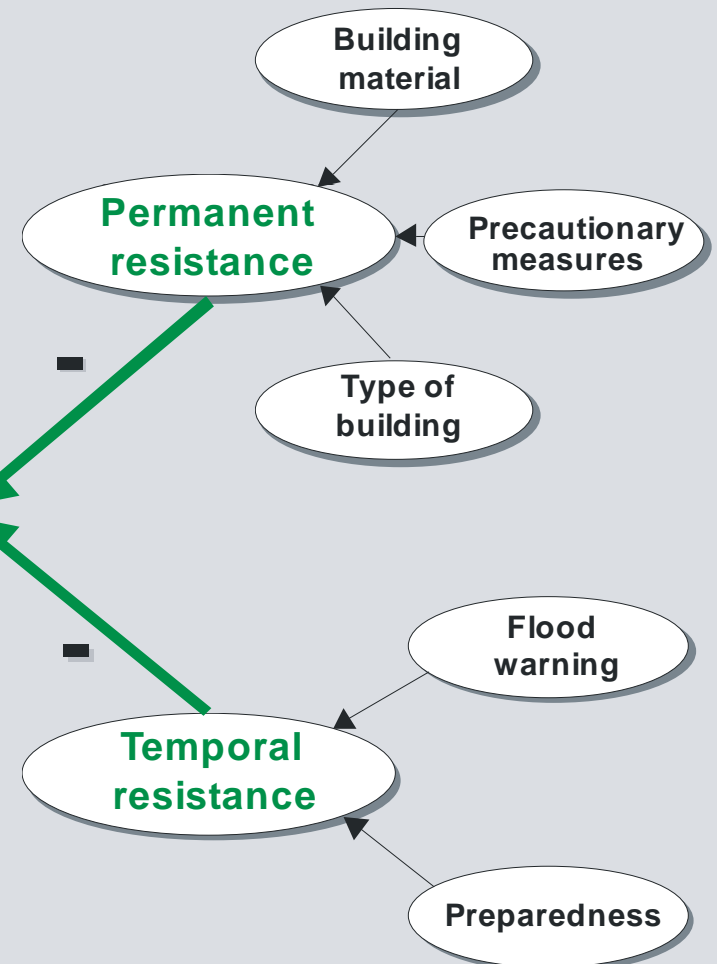 Building
material
Permanent
resistance
Precautionary
measures
-
Type of
building
Flood
warning
-
Temporal
resistance
Preparedness